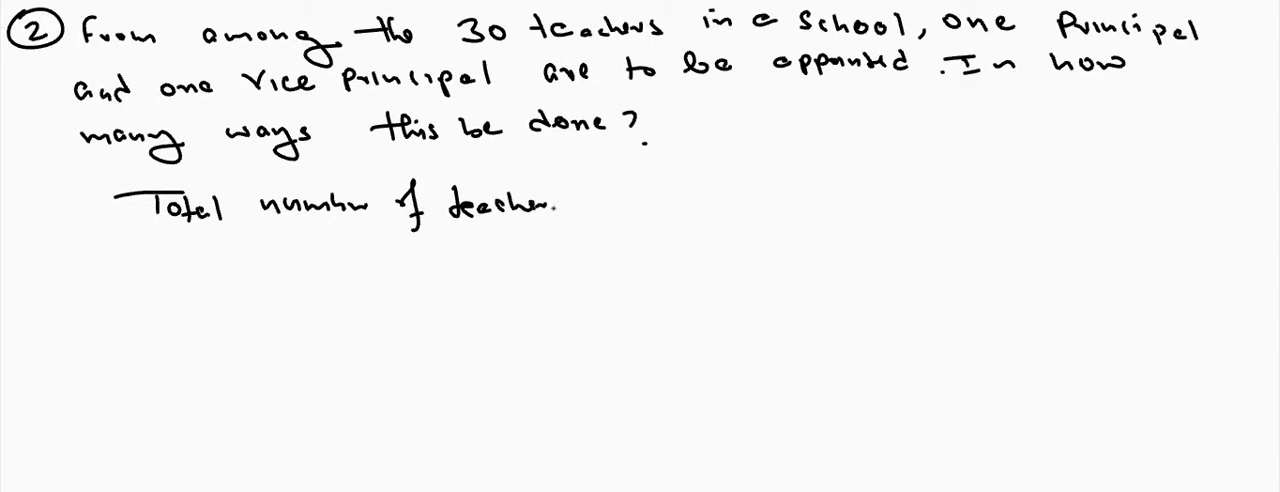 ② From among the 30 teachers in a school, one Principal
and one Vice Principal are to be appointed. In how
many ways this be done?
Total number of teacher.